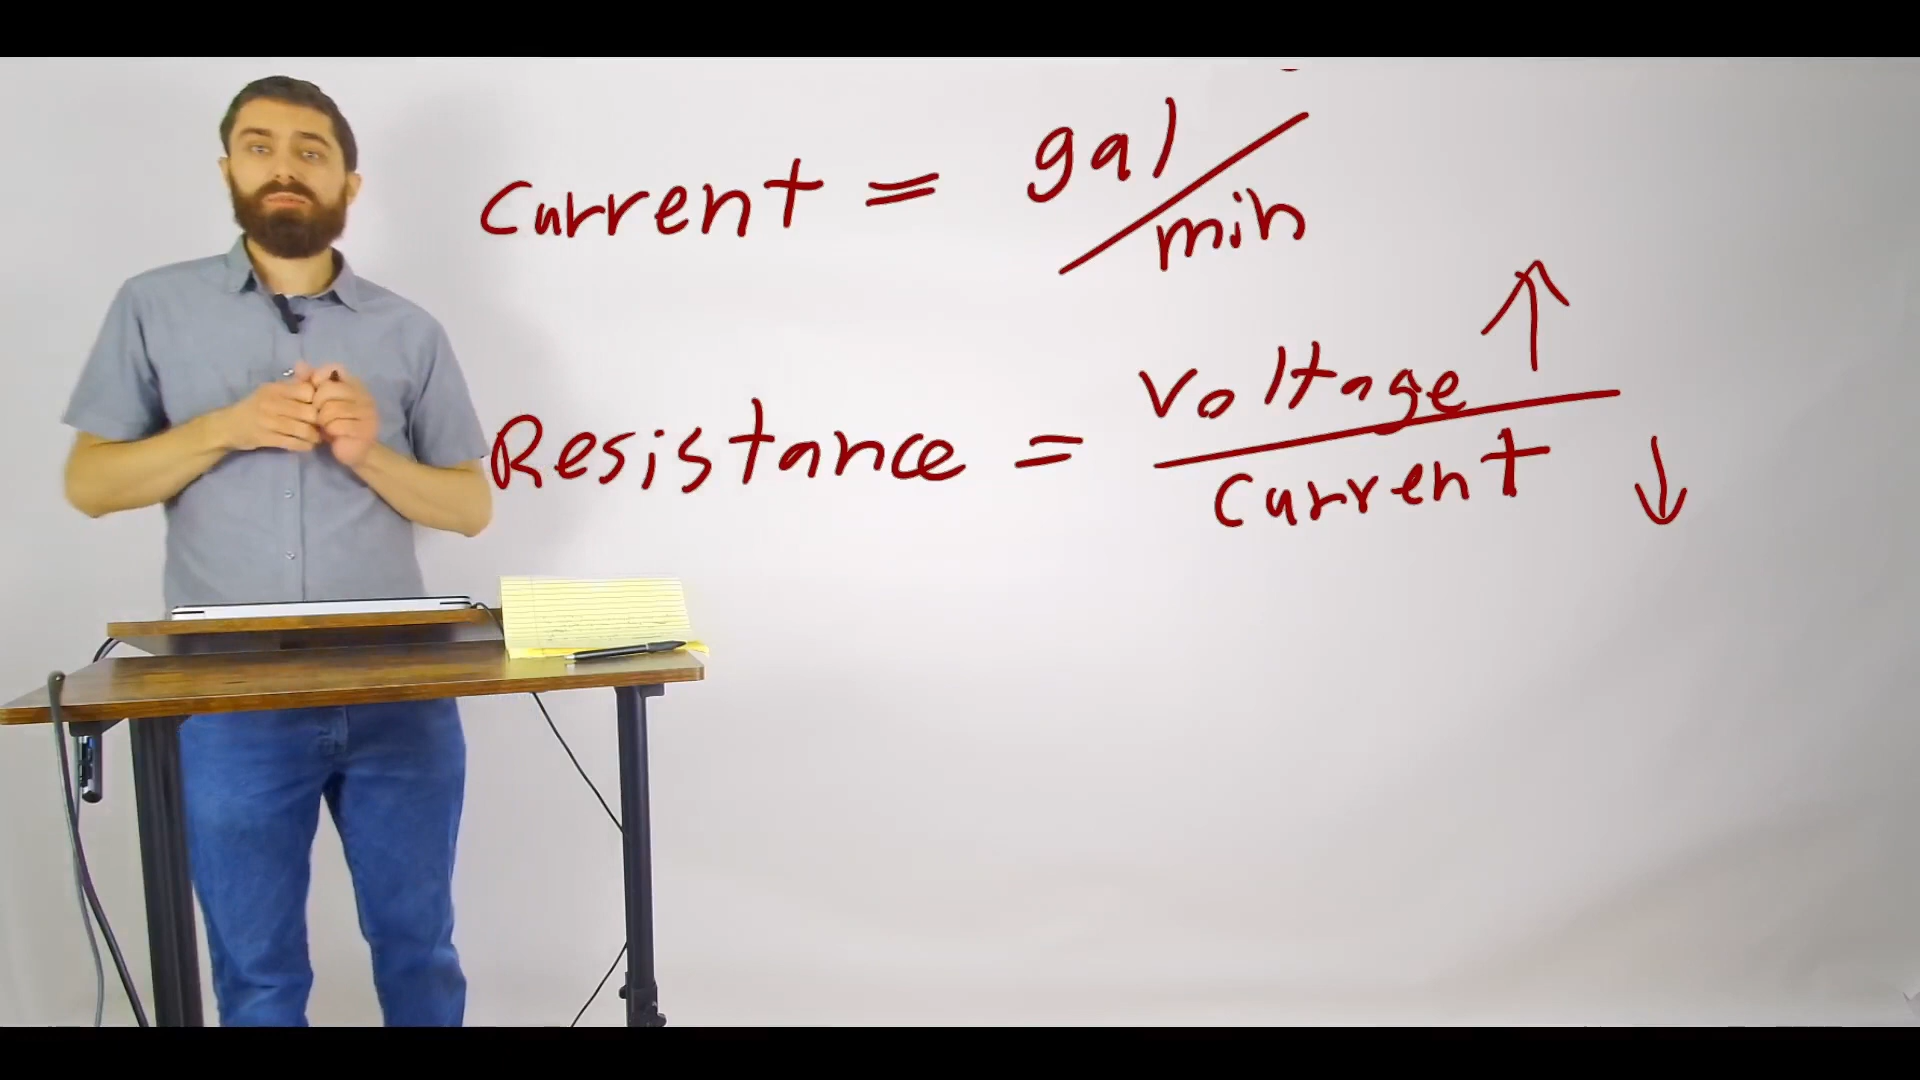 Current = gal/min
Resistance = Voltage ↑ / Current ↓